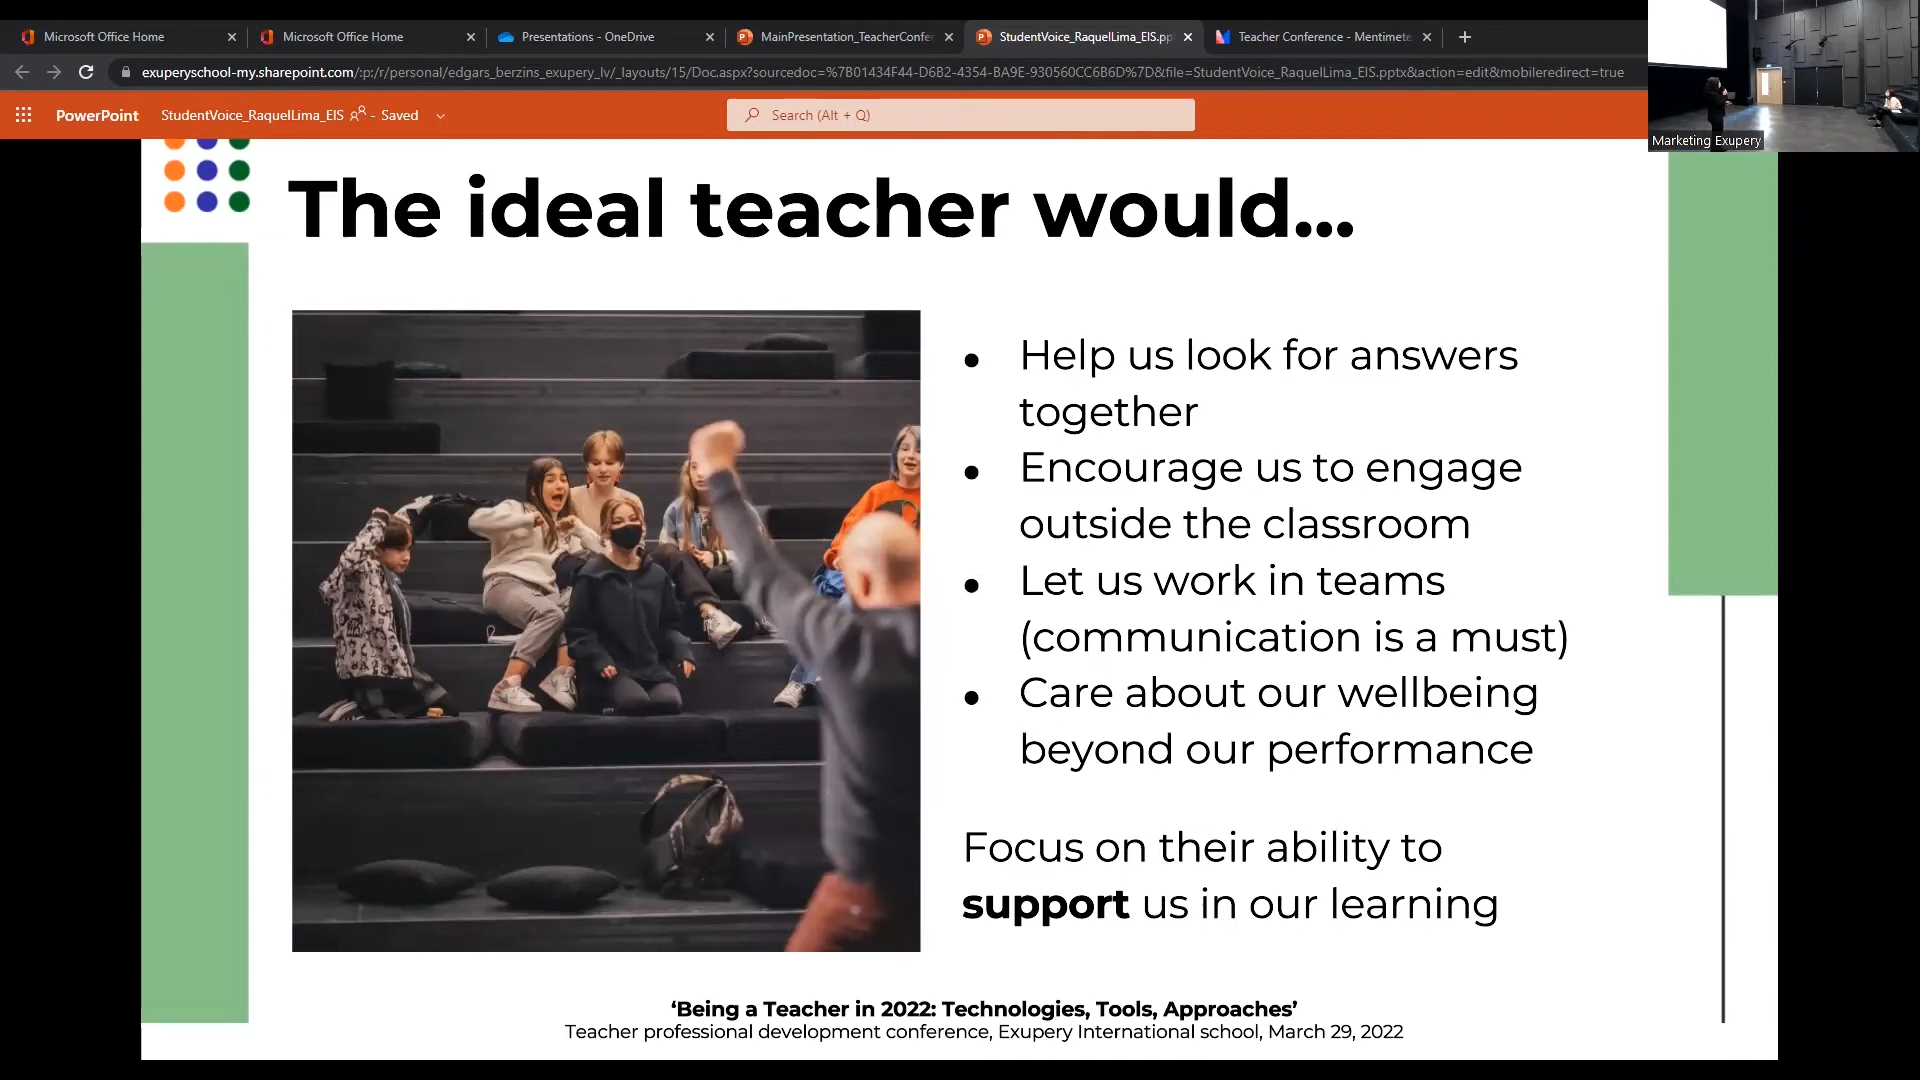 Microsoft Office Home
Microsoft Office Home
Presentations - OneDrive
MainPresentation_TeacherConfer
StudentVoice_RaquelLima_EIS.pp
Teacher Conference - Mentimete
exuperyschool-my.sharepoint.com/:p:/r/personal/edgars_berzins_exupery_lv/_layouts/15/Doc.aspx?sourcedoc=%7B01434F44-D6B2-4354-BA9E-930560CC6B6D%7D&file=StudentVoice_RaquelLima_EIS.pptx&action=edit&mobileredirect=true
PowerPoint
StudentVoice_RaquelLima_EIS - Saved
Search (Alt + Q)
Marketing Exupery
The ideal teacher would...
• Help us look for answers
together
• Encourage us to engage
outside the classroom
• Let us work in teams
(communication is a must)
• Care about our wellbeing
beyond our performance
Focus on their ability to
support us in our learning
‘Being a Teacher in 2022: Technologies, Tools, Approaches’
Teacher professional development conference, Exupery International school, March 29, 2022